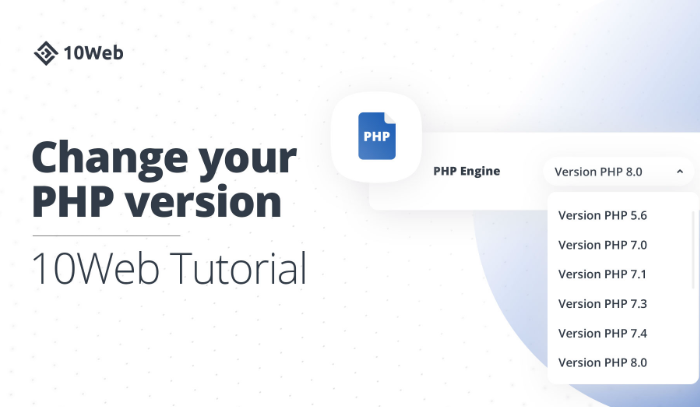 10Web
Change your
PHP version
10Web Tutorial
PHP
PHP Engine
Version PHP 8.0
Version PHP 5.6
Version PHP 7.0
Version PHP 7.1
Version PHP 7.3
Version PHP 7.4
Version PHP 8.0